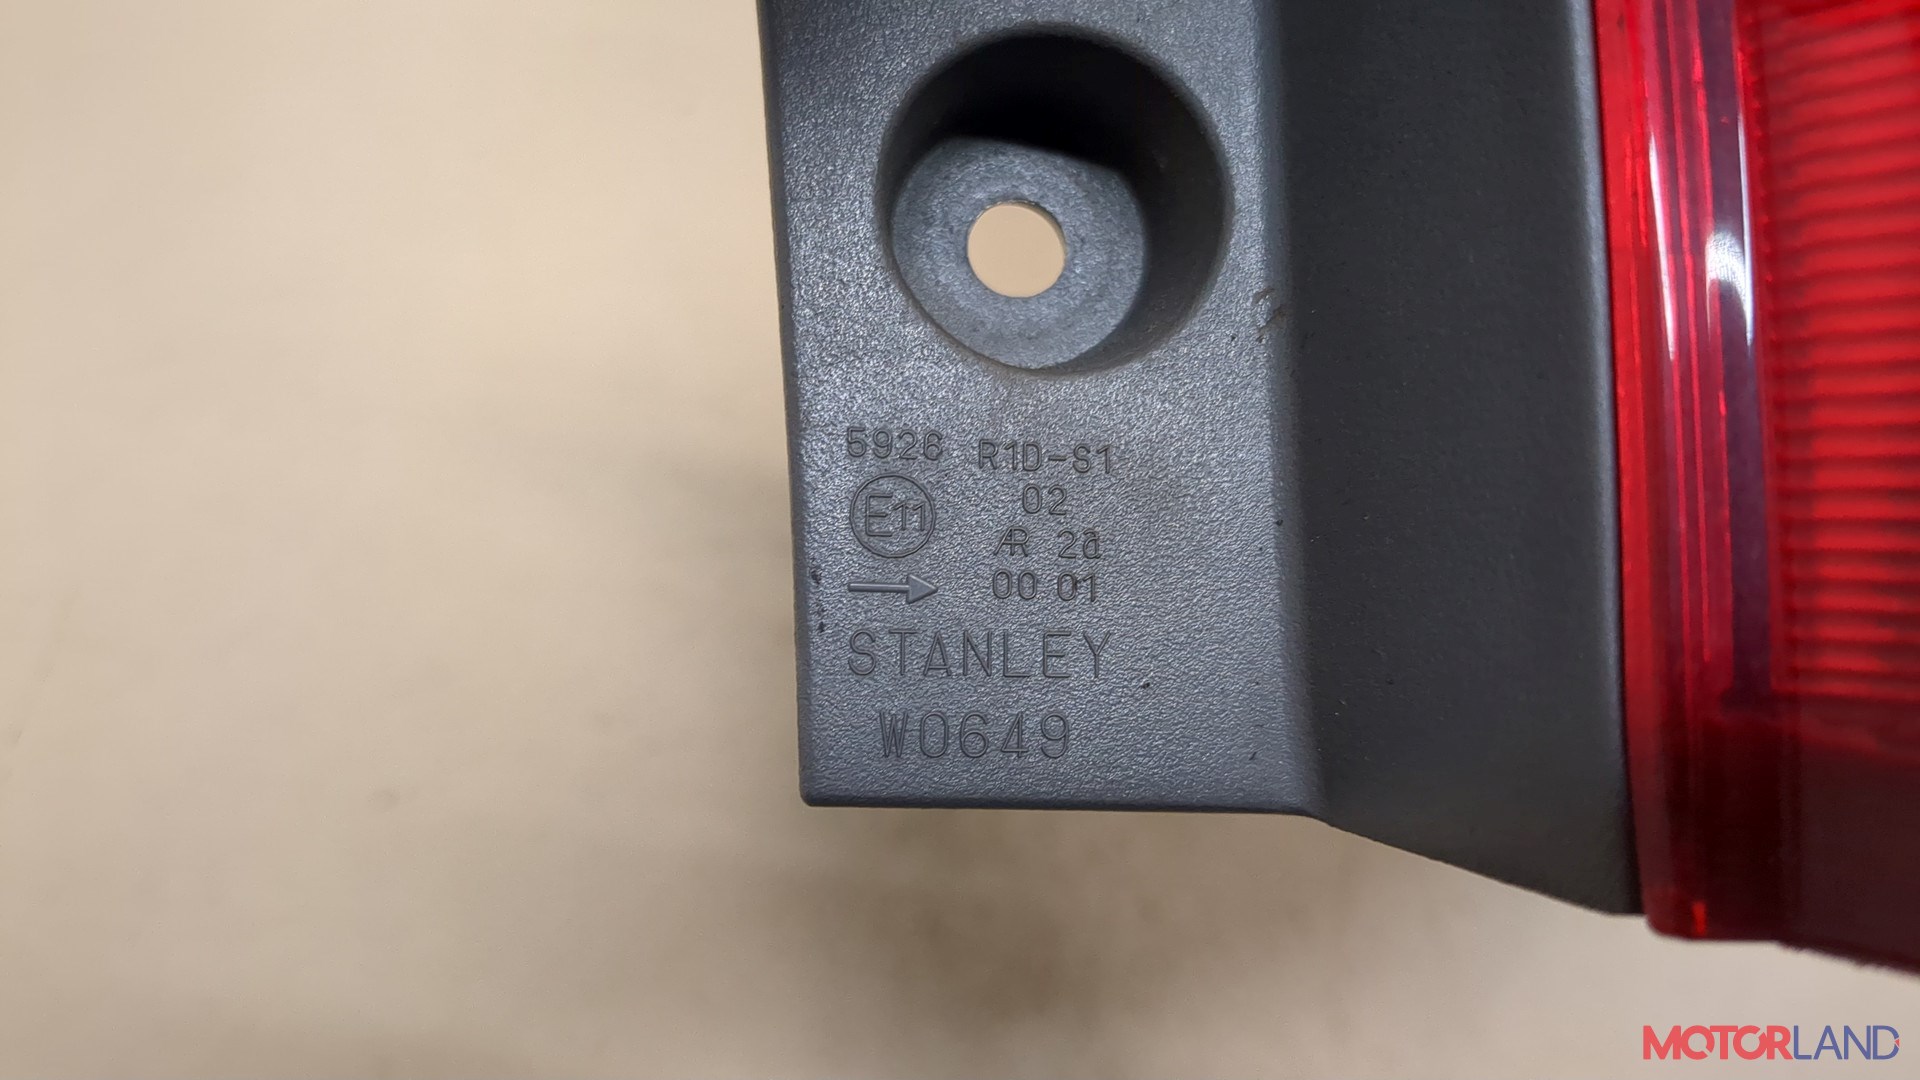 5926 R1D-S1
E11 02
AR 2a
→ 00 01
STANLEY
W0649
MOTORLAND